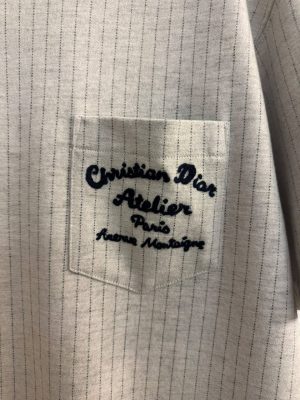 Christian Dior
Atelier
Paris
Avenue Montaigne